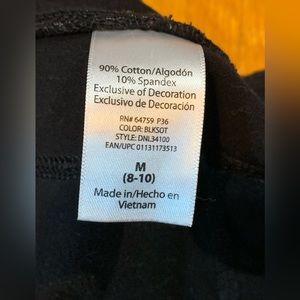 90% Cotton/Algodón
10% Spandex
Exclusive of Decoration
Exclusivo de Decoración
RN# 64759 P36
COLOR: BLKSOT
STYLE: DNL34100
EAN/UPC 01131173513
M
(8-10)
Made in/Hecho en
Vietnam